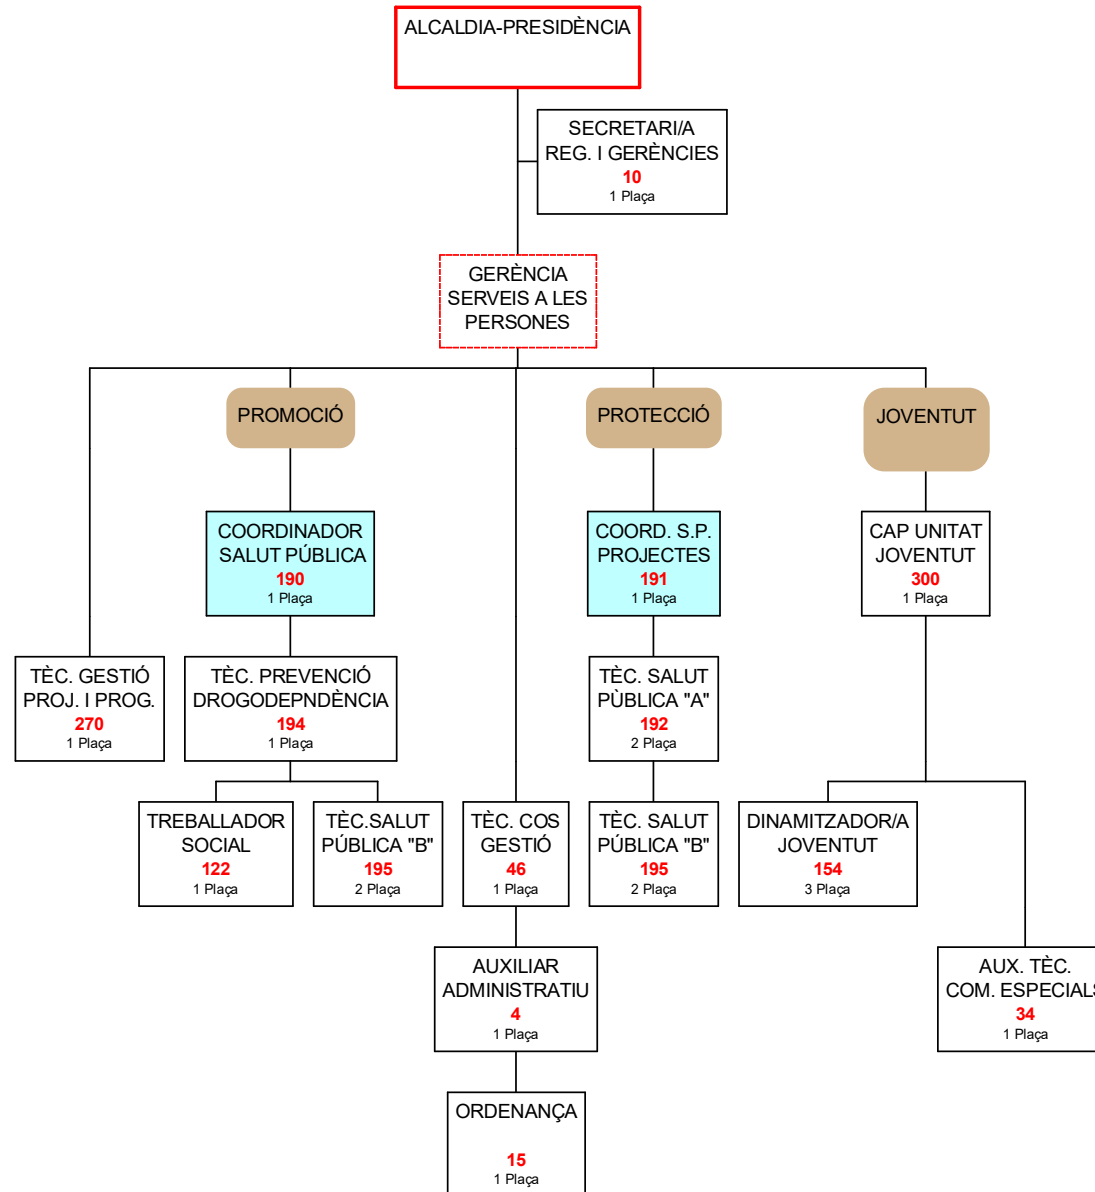 ALCALDIA-PRESIDÈNCIA
SECRETARI/A
REG. I GERÈNCIES
10
1 Plaça
GERÈNCIA
SERVEIS A LES
PERSONES
PROMOCIÓ
PROTECCIÓ
JOVENTUT
COORDINADOR
SALUT PÚBLICA
190
1 Plaça
COORD. S.P.
PROJECTES
191
1 Plaça
CAP UNITAT
JOVENTUT
300
1 Plaça
TÈC. GESTIÓ
PROJ. I PROG.
270
1 Plaça
TÈC. PREVENCIÓ
DROGODEPNDÈNCIA
194
1 Plaça
TÈC. SALUT
PÙBLICA "A"
192
2 Plaça
TREBALLADOR
SOCIAL
122
1 Plaça
TÈC.SALUT
PÚBLICA "B"
195
2 Plaça
TÈC. COS
GESTIÓ
46
1 Plaça
TÈC. SALUT
PÚBLICA "B"
195
2 Plaça
DINAMITZADOR/A
JOVENTUT
154
3 Plaça
AUXILIAR
ADMINISTRATIU
4
1 Plaça
AUX. TÈC.
COM. ESPECIALS
34
1 Plaça
ORDENANÇA
15
1 Plaça